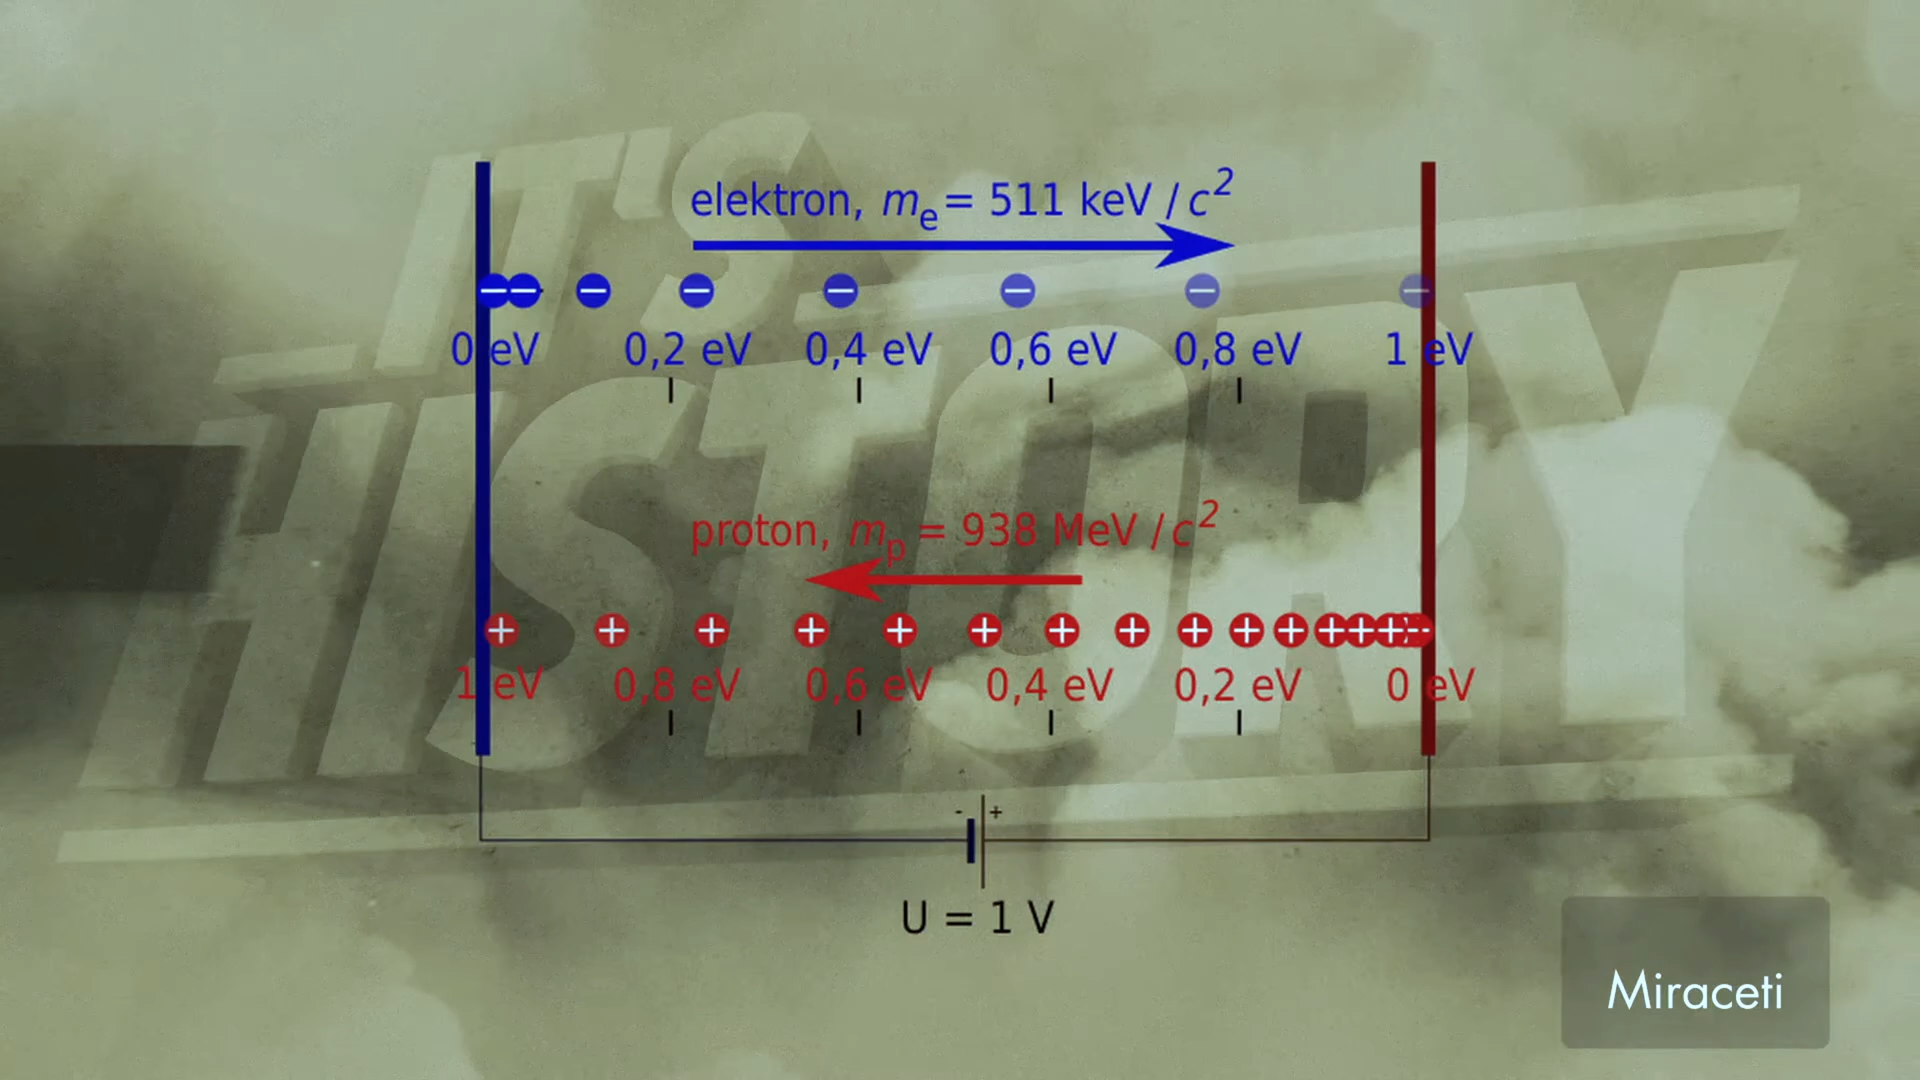 IT'S
HISTORY
elektron, mₑ = 511 keV / c²
0 eV 0,2 eV 0,4 eV 0,6 eV 0,8 eV 1 eV
proton, mₚ = 938 MeV / c²
1 eV 0,8 eV 0,6 eV 0,4 eV 0,2 eV 0 eV
- +
U = 1 V
Miraceti